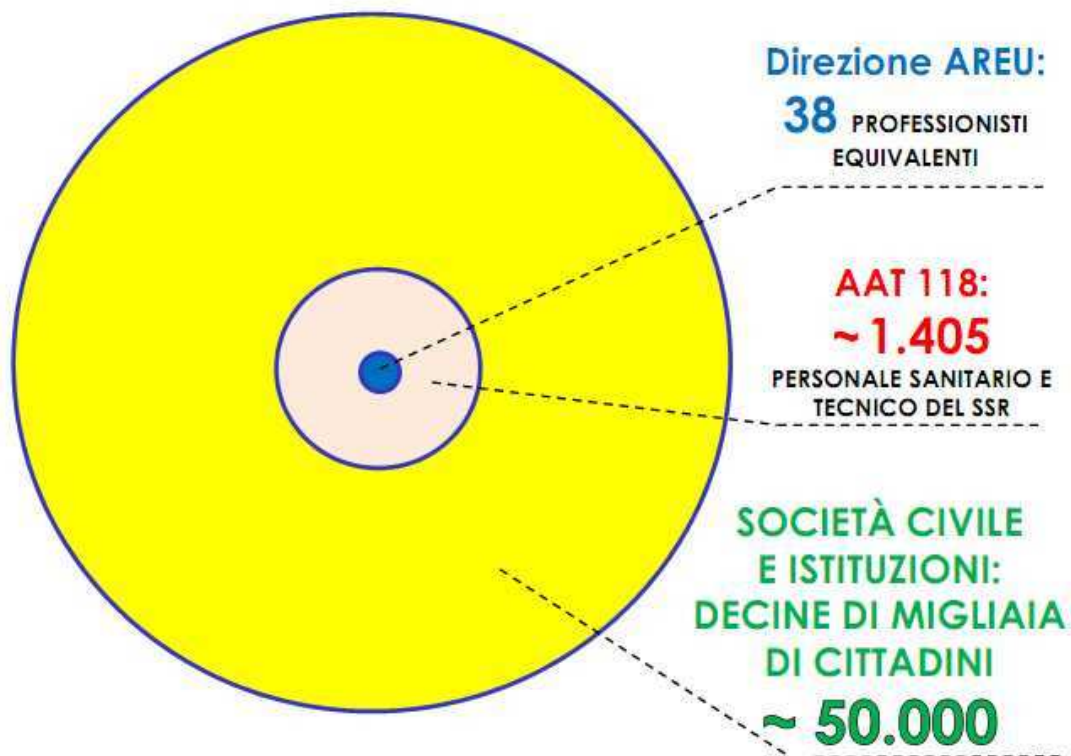 Direzione AREU:
38 PROFESSIONISTI
EQUIVALENTI
AAT 118:
~ 1.405
PERSONALE SANITARIO E
TECNICO DEL SSR
SOCIETÀ CIVILE
E ISTITUZIONI:
DECINE DI MIGLIAIA
DI CITTADINI
~ 50.000